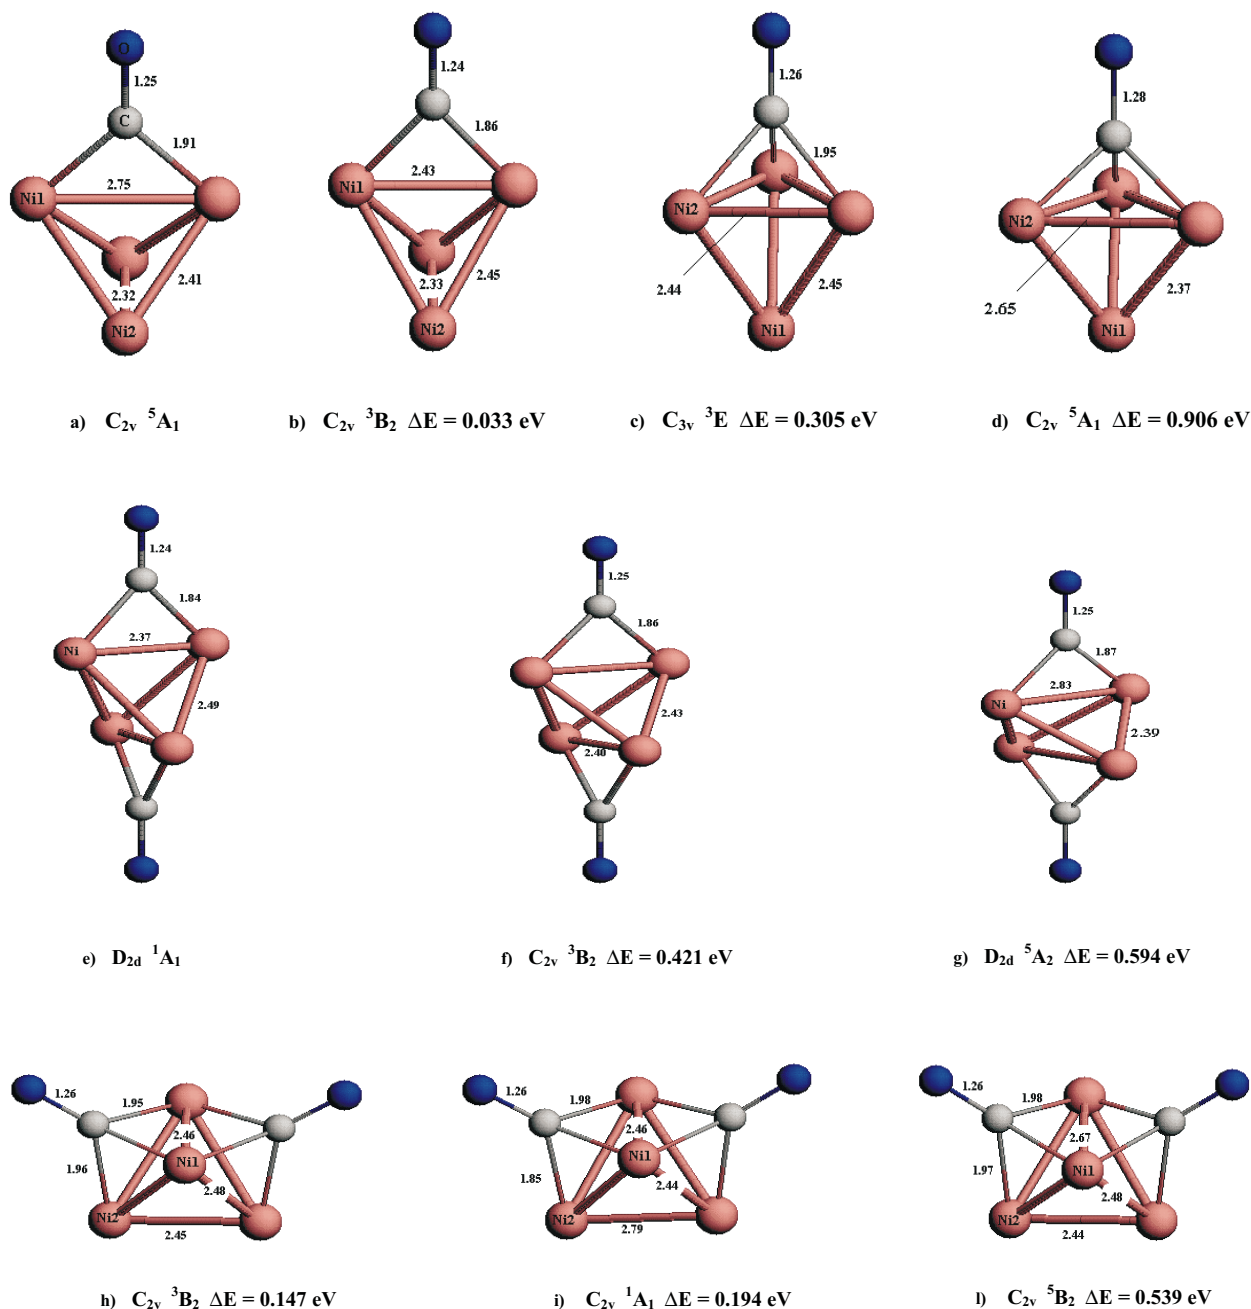 O
1.25
C
1.91
Ni1
2.75
2.41
2.32
Ni2
1.24
1.86
Ni1
2.43
2.45
2.33
Ni2
1.26
1.95
Ni2
2.44
2.45
Ni1
1.28
Ni2
2.65
2.37
Ni1
a) C₂ᵥ ⁵A₁
b) C₂ᵥ ³B₂ ΔE = 0.033 eV
c) C₃ᵥ ³E ΔE = 0.305 eV
d) C₂ᵥ ⁵A₁ ΔE = 0.906 eV
1.24
1.84
2.37
Ni
2.49
1.25
1.86
2.43
2.40
1.25
1.87
2.83
Ni
2.39
e) D₂d ¹A₁
f) C₂ᵥ ³B₂ ΔE = 0.421 eV
g) D₂d ⁵A₂ ΔE = 0.594 eV
1.26
1.95
2.46
Ni1
1.96
2.48
Ni2
2.45
1.26
1.98
2.46
Ni1
1.85
2.44
Ni2
2.79
1.26
1.98
2.67
Ni1
1.97
2.48
Ni2
2.44
h) C₂ᵥ ³B₂ ΔE = 0.147 eV
i) C₂ᵥ ¹A₁ ΔE = 0.194 eV
l) C₂ᵥ ⁵B₂ ΔE = 0.539 eV